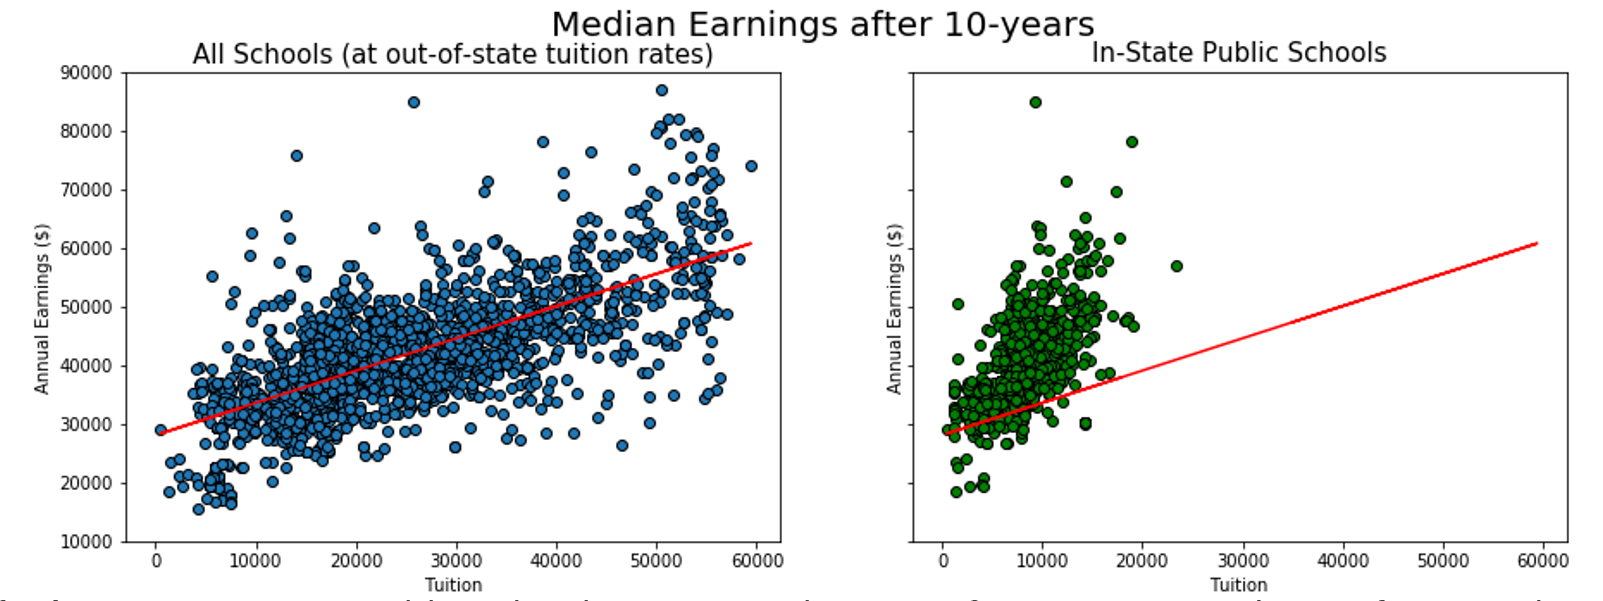 Median Earnings after 10-years
All Schools (at out-of-state tuition rates)
In-State Public Schools
90000
80000
70000
60000
50000
40000
30000
20000
10000
Annual Earnings ($)
Annual Earnings ($)
0 10000 20000 30000 40000 50000 60000
0 10000 20000 30000 40000 50000 60000
Tuition
Tuition